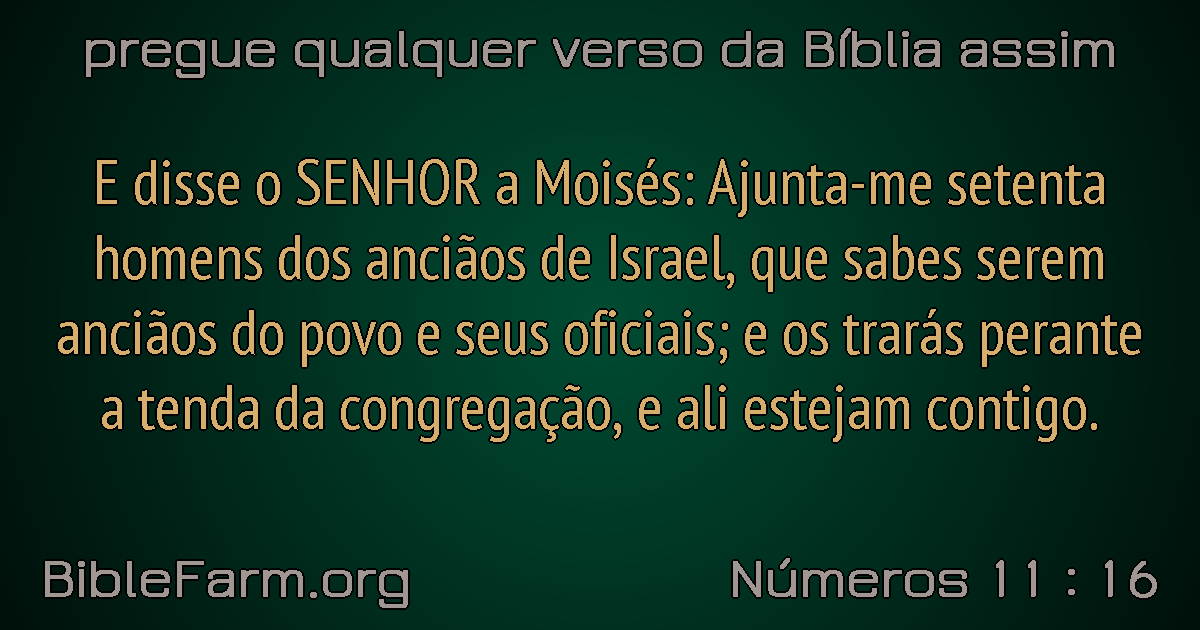 pregue qualquer verso da Bíblia assim
E disse o SENHOR a Moisés: Ajunta-me setenta
homens dos anciãos de Israel, que sabes serem
anciãos do povo e seus oficiais; e os trarás perante
a tenda da congregação, e ali estejam contigo.
BibleFarm.org
Números 11 : 16